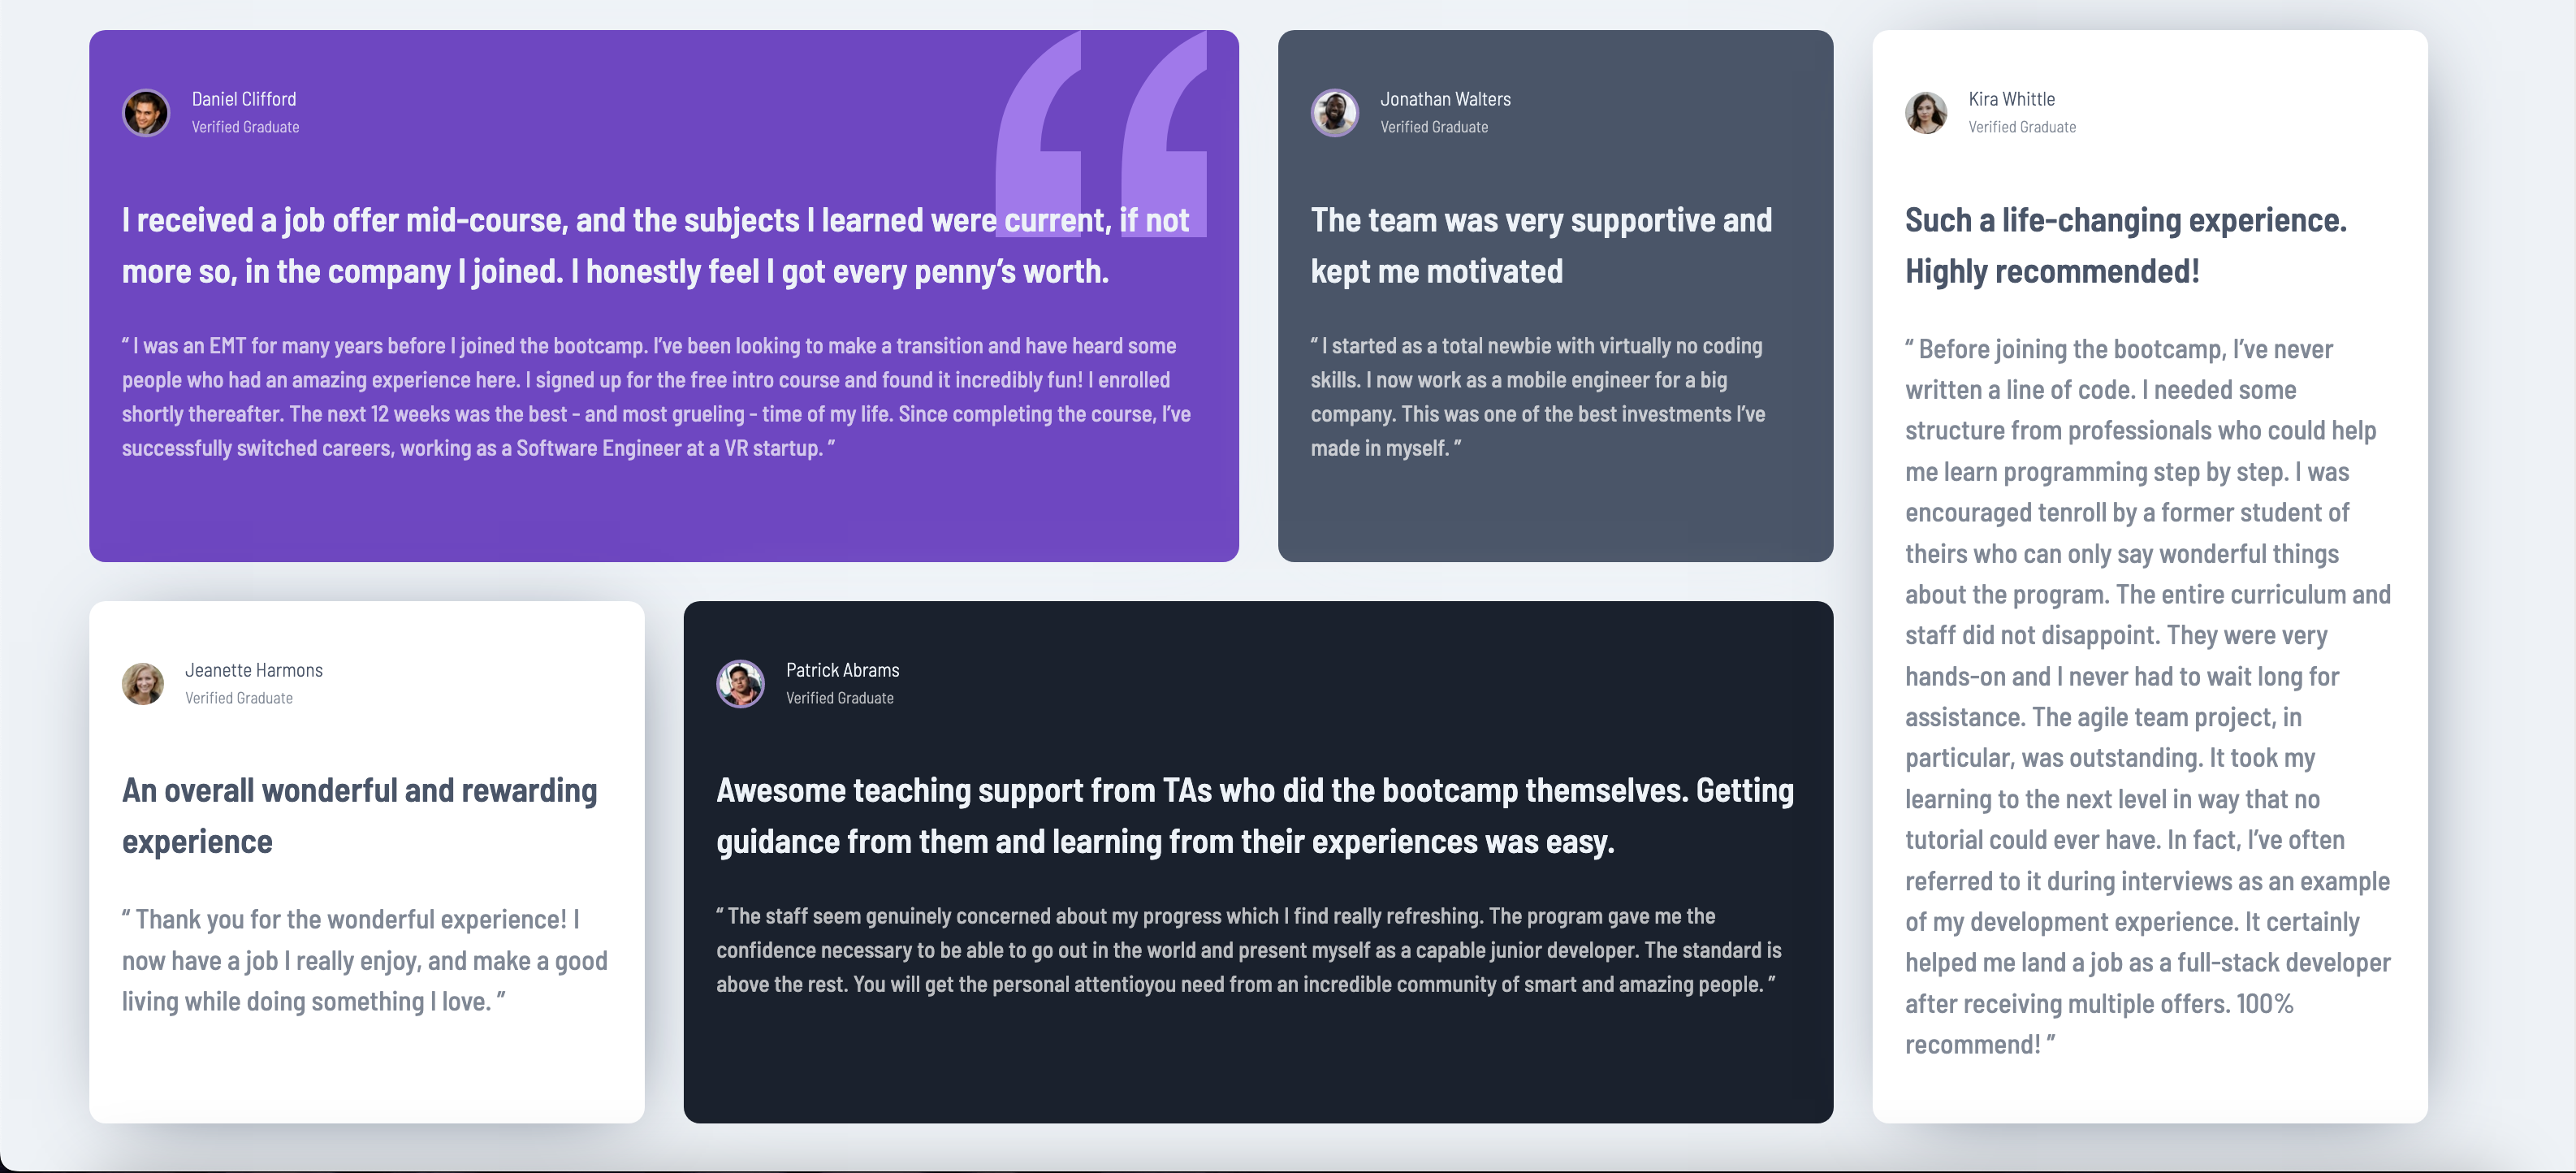 Daniel Clifford
Verified Graduate
I received a job offer mid-course, and the subjects I learned were current, if not
more so, in the company I joined. I honestly feel I got every penny’s worth.
“ I was an EMT for many years before I joined the bootcamp. I’ve been looking to make a transition and have heard some
people who had an amazing experience here. I signed up for the free intro course and found it incredibly fun! I enrolled
shortly thereafter. The next 12 weeks was the best - and most grueling - time of my life. Since completing the course, I’ve
successfully switched careers, working as a Software Engineer at a VR startup. ”
Jonathan Walters
Verified Graduate
The team was very supportive and
kept me motivated
“ I started as a total newbie with virtually no coding
skills. I now work as a mobile engineer for a big
company. This was one of the best investments I’ve
made in myself. ”
Kira Whittle
Verified Graduate
Such a life-changing experience.
Highly recommended!
“ Before joining the bootcamp, I’ve never
written a line of code. I needed some
structure from professionals who could help
me learn programming step by step. I was
encouraged tenroll by a former student of
theirs who can only say wonderful things
about the program. The entire curriculum and
staff did not disappoint. They were very
hands-on and I never had to wait long for
assistance. The agile team project, in
particular, was outstanding. It took my
learning to the next level in way that no
tutorial could ever have. In fact, I’ve often
referred to it during interviews as an example
of my development experience. It certainly
helped me land a job as a full-stack developer
after receiving multiple offers. 100%
recommend! ”
Jeanette Harmons
Verified Graduate
An overall wonderful and rewarding
experience
“ Thank you for the wonderful experience! I
now have a job I really enjoy, and make a good
living while doing something I love. ”
Patrick Abrams
Verified Graduate
Awesome teaching support from TAs who did the bootcamp themselves. Getting
guidance from them and learning from their experiences was easy.
“ The staff seem genuinely concerned about my progress which I find really refreshing. The program gave me the
confidence necessary to be able to go out in the world and present myself as a capable junior developer. The standard is
above the rest. You will get the personal attentioyou need from an incredible community of smart and amazing people. ”